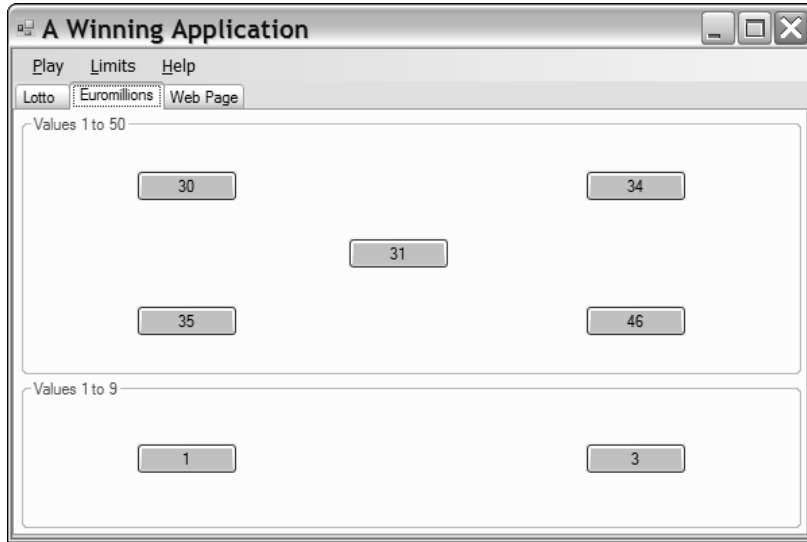 A Winning Application
Play Limits Help
Lotto Euromillions Web Page
Values 1 to 50
30 34
31
35 46
Values 1 to 9
1 3